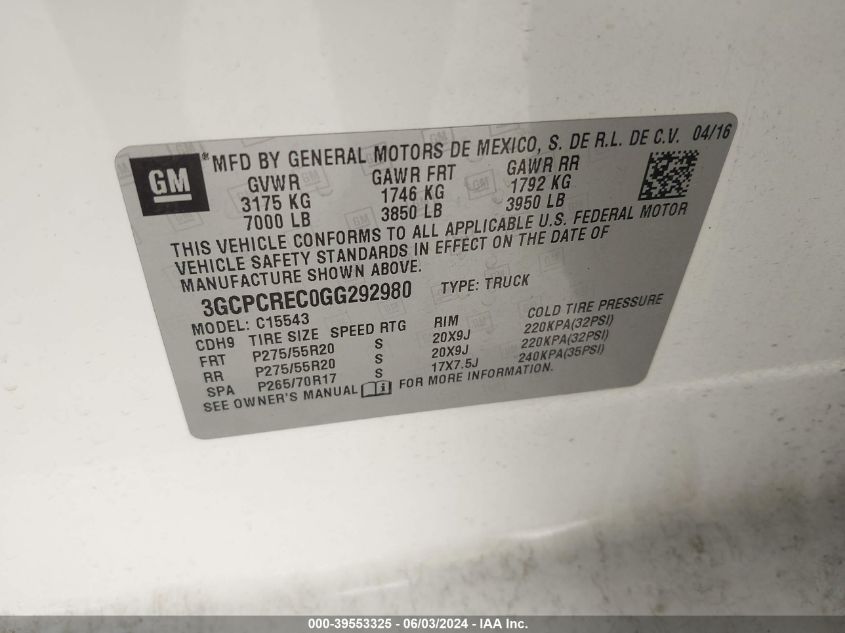 GM ® MFD BY GENERAL MOTORS DE MEXICO, S. DE R.L. DE C.V. 04/16
GVWR GAWR FRT GAWR RR
3175 KG 1746 KG 1792 KG
7000 LB 3850 LB 3950 LB
THIS VEHICLE CONFORMS TO ALL APPLICABLE U.S. FEDERAL MOTOR
VEHICLE SAFETY STANDARDS IN EFFECT ON THE DATE OF
MANUFACTURE SHOWN ABOVE.
3GCPCREC0GG292980 TYPE: TRUCK
MODEL: C15543
CDH9 TIRE SIZE SPEED RTG RIM COLD TIRE PRESSURE
FRT P275/55R20 S 20X9J 220KPA(32PSI)
RR P275/55R20 S 20X9J 220KPA(32PSI)
SPA P265/70R17 S 17X7.5J 240KPA(35PSI)
SEE OWNER'S MANUAL FOR MORE INFORMATION.
000-39553325 - 06/03/2024 - IAA Inc.